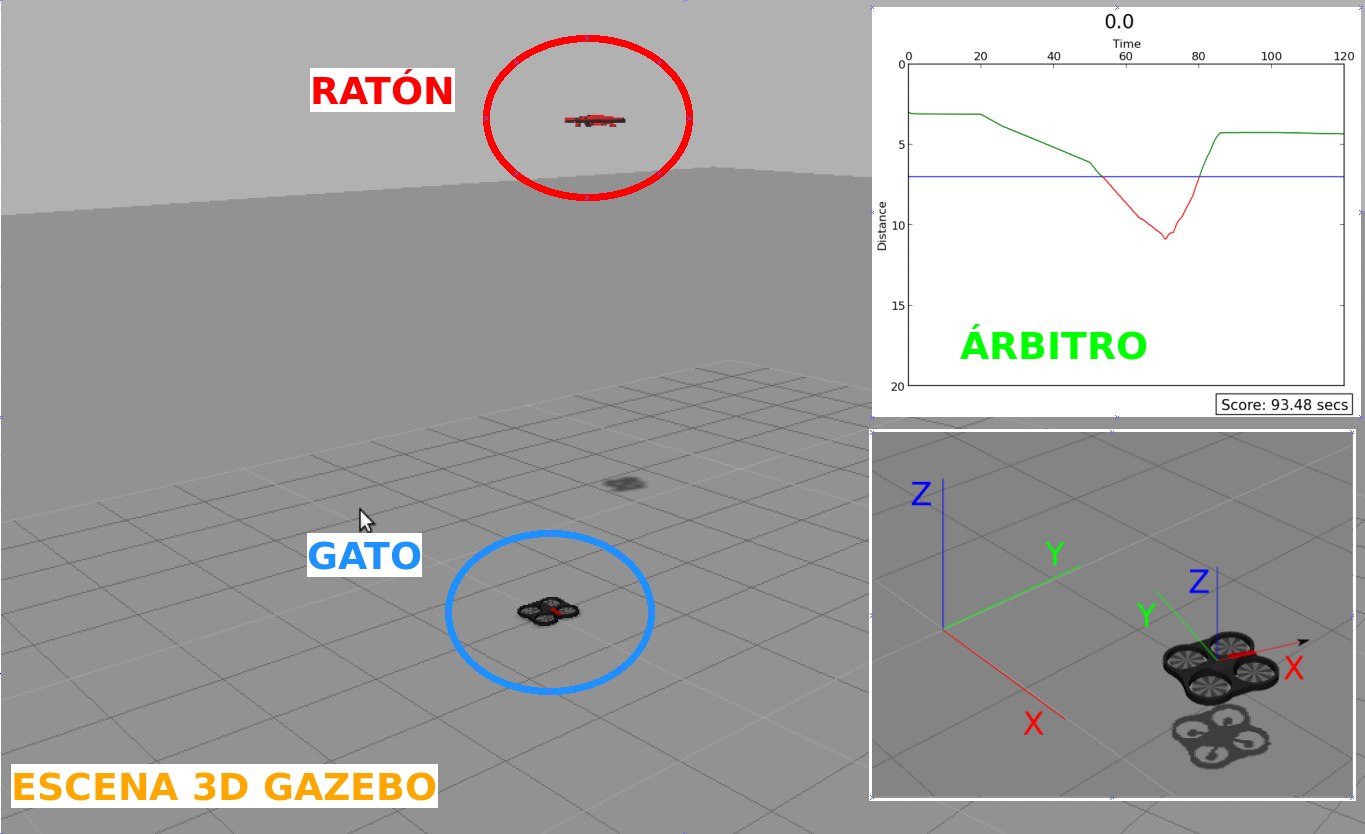 RATÓN
GATO
ESCENA 3D GAZEBO
0.0
Time
0 20 40 60 80 100 120
0
5
10
15
20
Distance
ÁRBITRO
Score: 93.48 secs
Z
Y
X
Z
Y
X